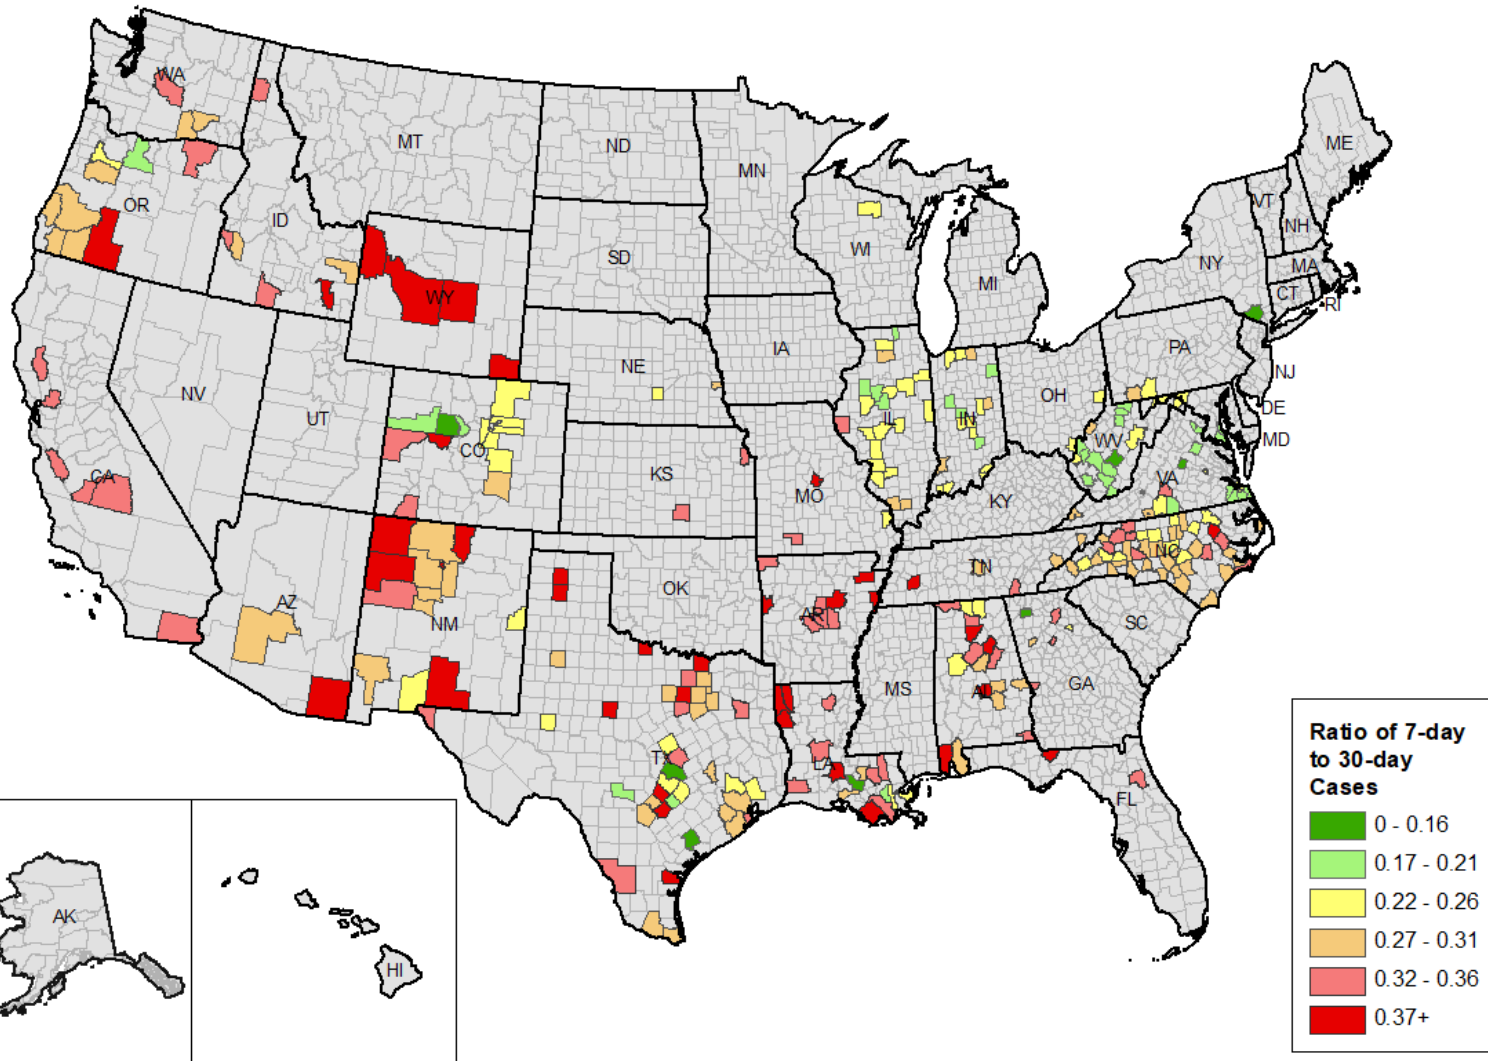 WA
MT
ND
MN
ME
OR
ID
SD
WI
MI
VT
NH
NY
MA
CT
RI
WY
NE
IA
PA
NJ
NV
UT
CO
IL
IN
OH
DE
MD
CA
KS
MO
KY
WV
VA
AZ
NM
OK
AR
TN
NC
SC
TX
LA
MS
AL
GA
FL
AK
HI
Ratio of 7-day
to 30-day
Cases
0 - 0.16
0.17 - 0.21
0.22 - 0.26
0.27 - 0.31
0.32 - 0.36
0.37+